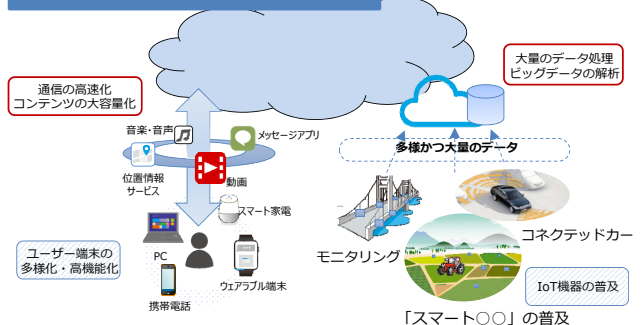 通信の高速化
コンテンツの大容量化
大量のデータ処理
ビッグデータの解析
音楽・音声
メッセージアプリ
位置情報
サービス
動画
スマート家電
多様かつ大量のデータ
ユーザー端末の
多様化・高機能化
PC
ウェアラブル端末
携帯電話
モニタリング
コネクテッドカー
IoT機器の普及
「スマート○○」の普及